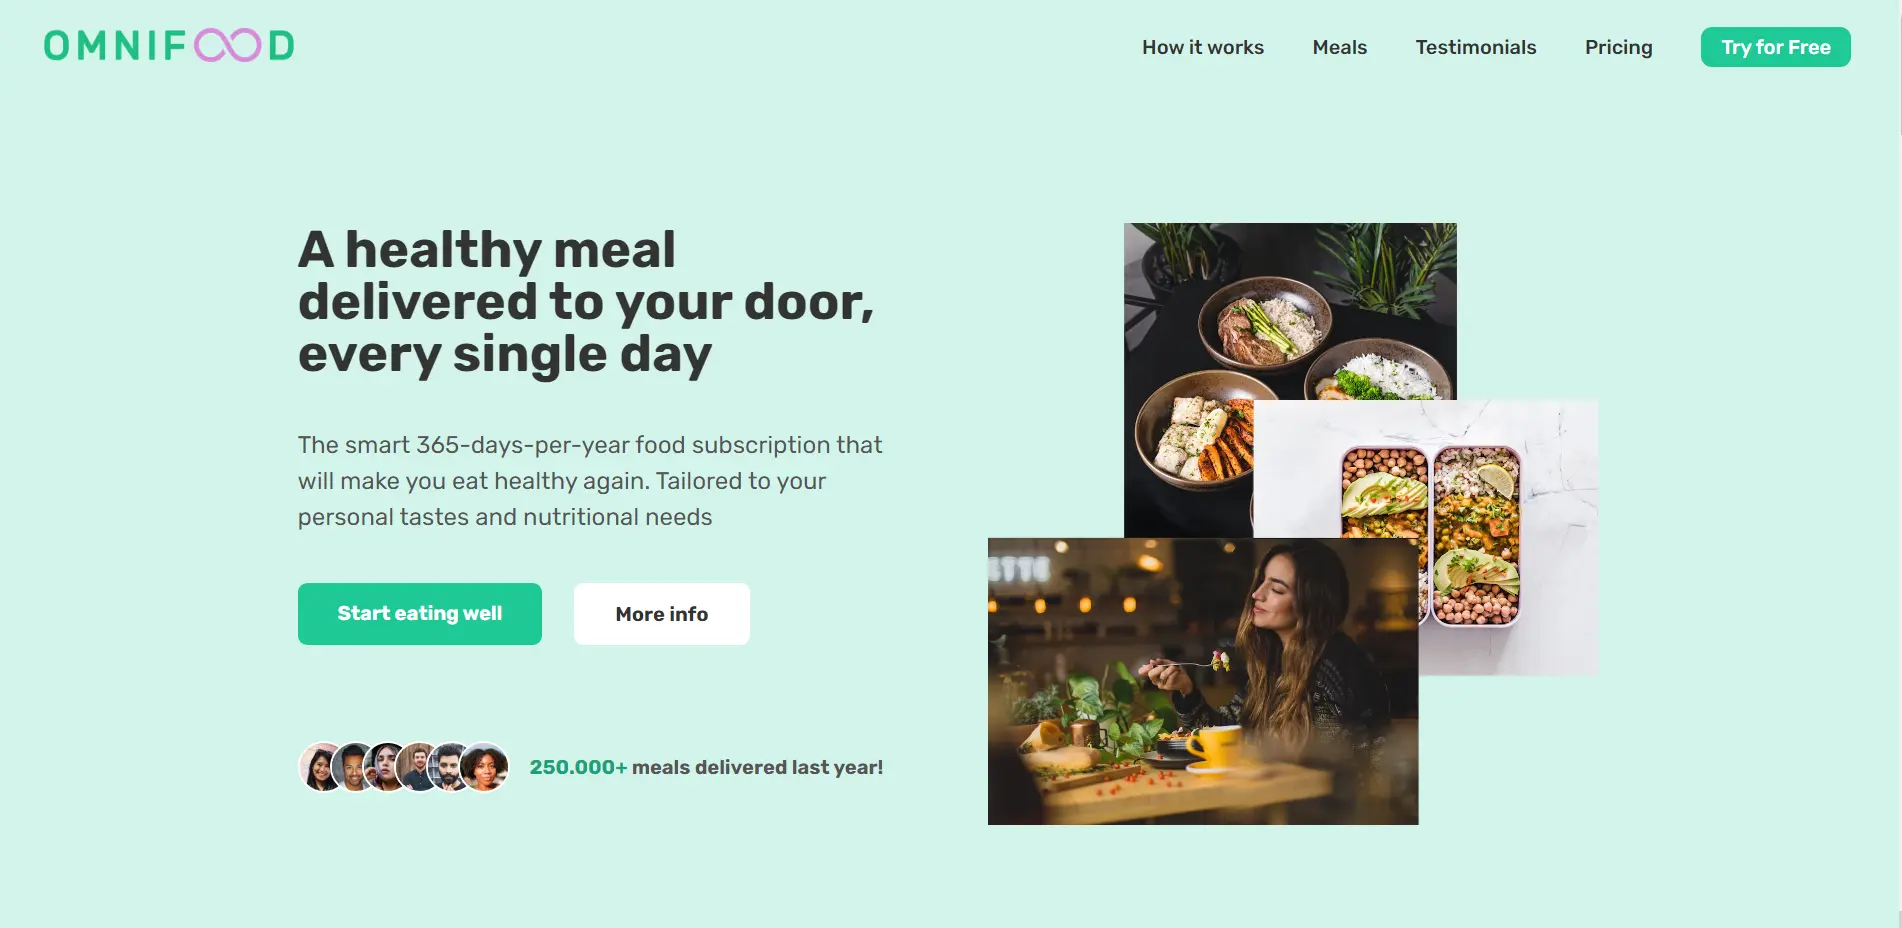 OMNIFOOD
How it works
Meals
Testimonials
Pricing
Try for Free
A healthy meal
delivered to your door,
every single day
The smart 365-days-per-year food subscription that
will make you eat healthy again. Tailored to your
personal tastes and nutritional needs
Start eating well
More info
250.000+ meals delivered last year!
ETTE